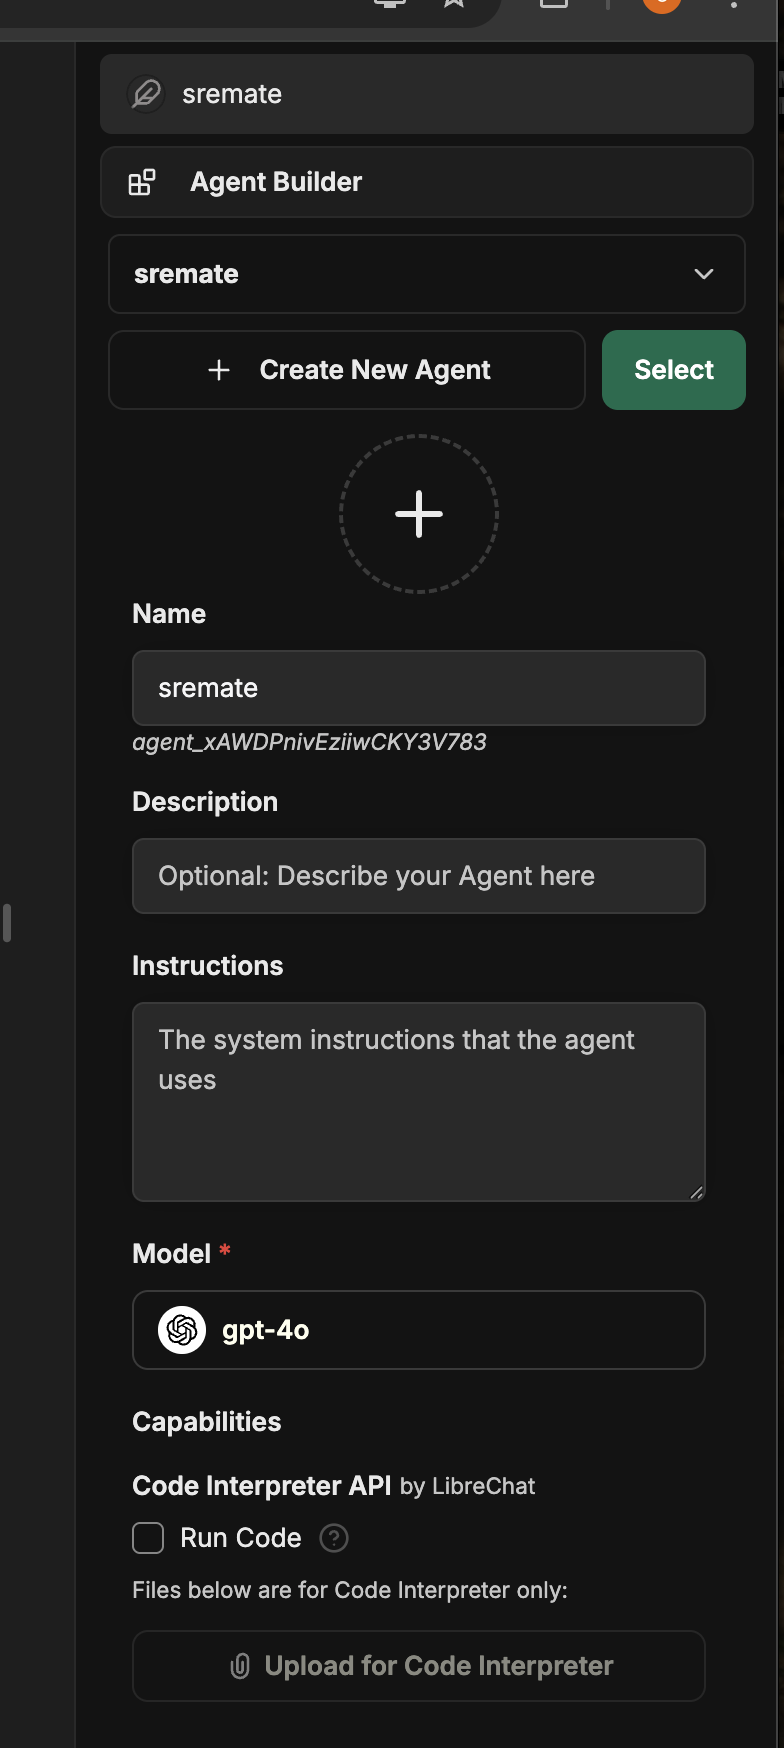 sremate
Agent Builder
sremate
Create New Agent
Select
Name
sremate
agent_xAWDPnivEziiwCKY3V783
Description
Optional: Describe your Agent here
Instructions
The system instructions that the agent
uses
Model *
gpt-4o
Capabilities
Code Interpreter API by LibreChat
Run Code
Files below are for Code Interpreter only:
Upload for Code Interpreter